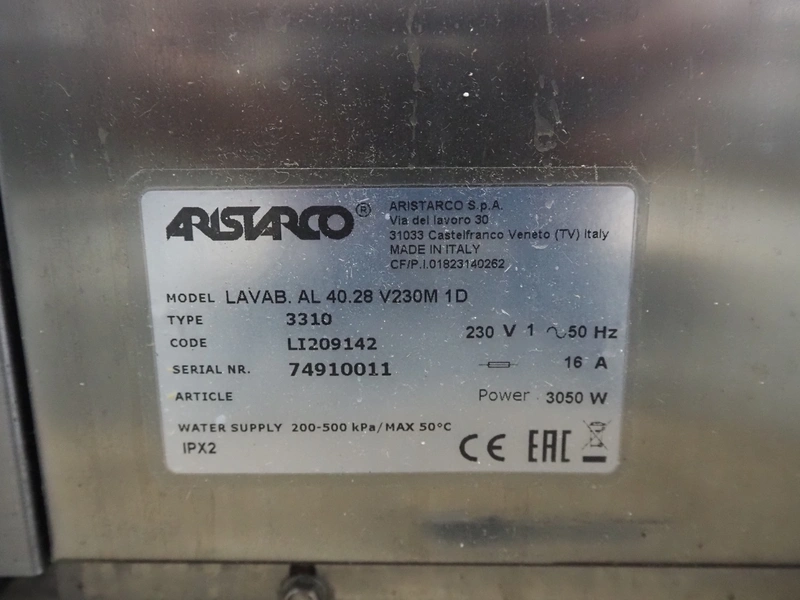 ARISTARCO®
ARISTARCO S.p.A.
Via del lavoro 30
31033 Castelfranco Veneto (TV) Italy
MADE IN ITALY
CF/P.I.01823140262
MODEL LAVAB. AL 40.28 V230M 1D
TYPE 3310
CODE LI209142
230 V 1 ~ 50 Hz
SERIAL NR. 74910011
16 A
ARTICLE
Power 3050 W
WATER SUPPLY 200-500 kPa/MAX 50°C
IPX2
CE EAC